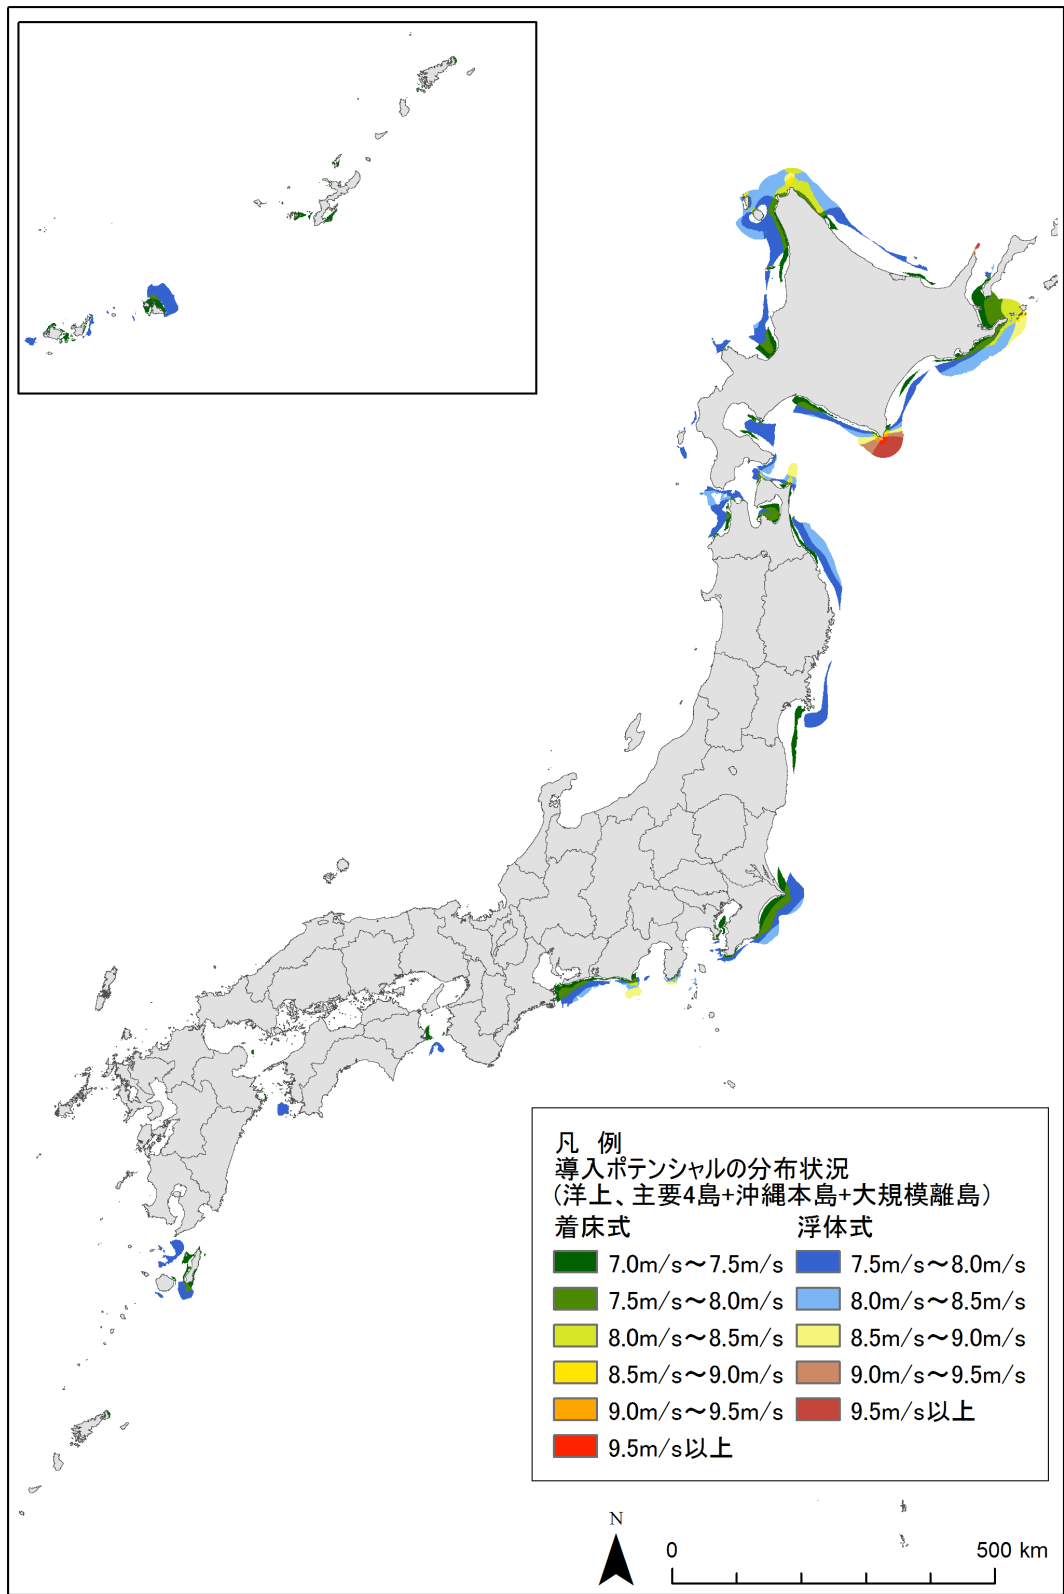 凡 例
導入ポテンシャルの分布状況
(洋上、主要4島+沖縄本島+大規模離島)
着床式 浮体式
7.0m/s～7.5m/s 7.5m/s～8.0m/s
7.5m/s～8.0m/s 8.0m/s～8.5m/s
8.0m/s～8.5m/s 8.5m/s～9.0m/s
8.5m/s～9.0m/s 9.0m/s～9.5m/s
9.0m/s～9.5m/s 9.5m/s以上
9.5m/s以上
N
0 500 km